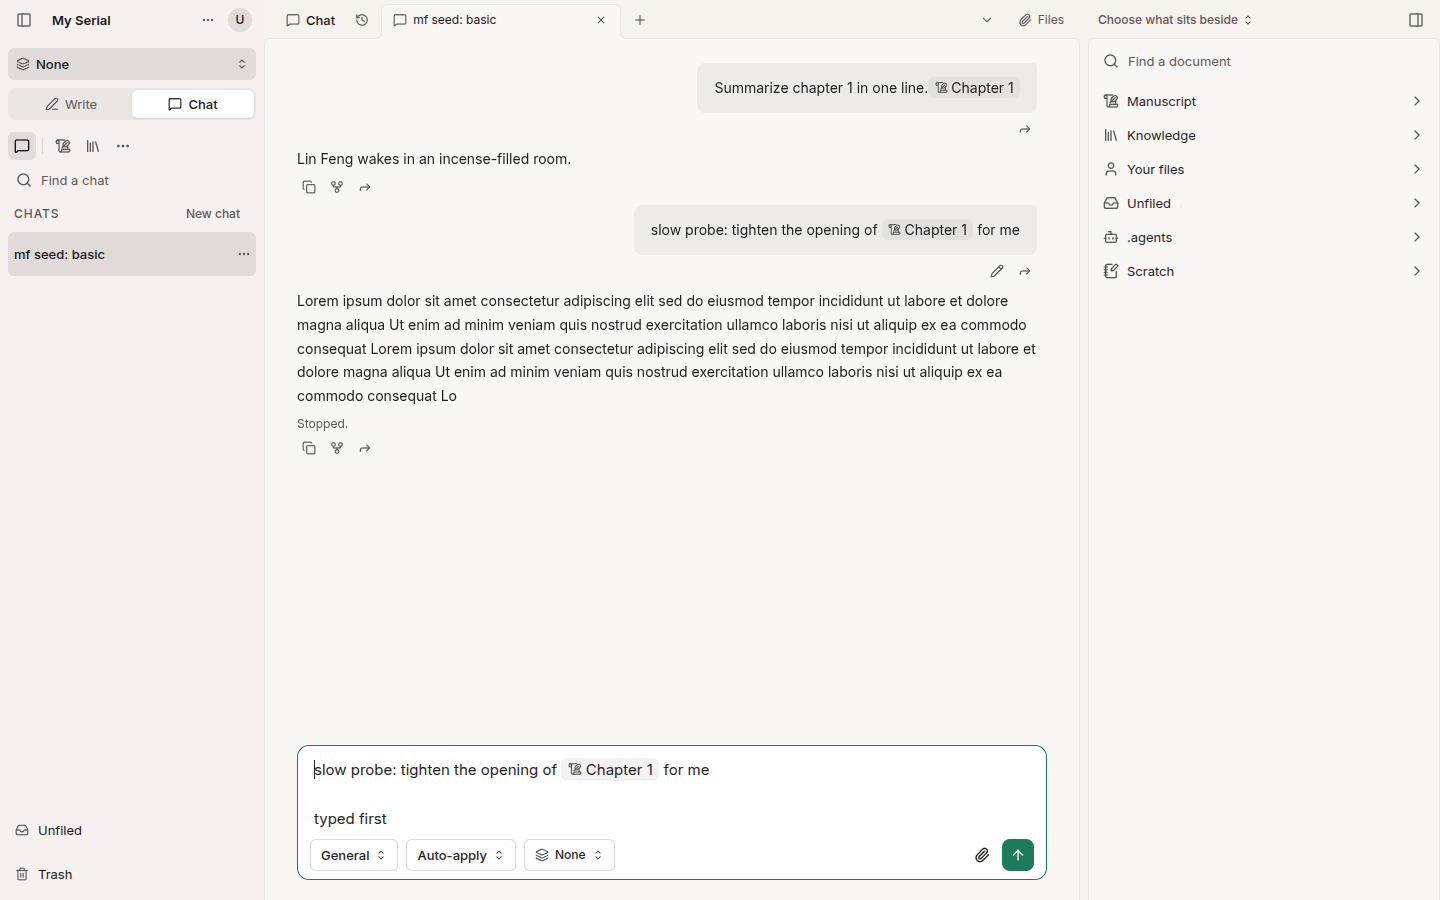 My Serial
U
None
Write
Chat
Find a chat
CHATS
New chat
mf seed: basic
Unfiled
Trash
Chat
mf seed: basic
Files
Summarize chapter 1 in one line. Chapter 1
Lin Feng wakes in an incense-filled room.
slow probe: tighten the opening of Chapter 1 for me
Lorem ipsum dolor sit amet consectetur adipiscing elit sed do eiusmod tempor incididunt ut labore et dolore
magna aliqua Ut enim ad minim veniam quis nostrud exercitation ullamco laboris nisi ut aliquip ex ea commodo
consequat Lorem ipsum dolor sit amet consectetur adipiscing elit sed do eiusmod tempor incididunt ut labore et
dolore magna aliqua Ut enim ad minim veniam quis nostrud exercitation ullamco laboris nisi ut aliquip ex ea
commodo consequat Lo
Stopped.
slow probe: tighten the opening of Chapter 1 for me
typed first
General
Auto-apply
None
Choose what sits beside
Find a document
Manuscript
Knowledge
Your files
Unfiled
.agents
Scratch